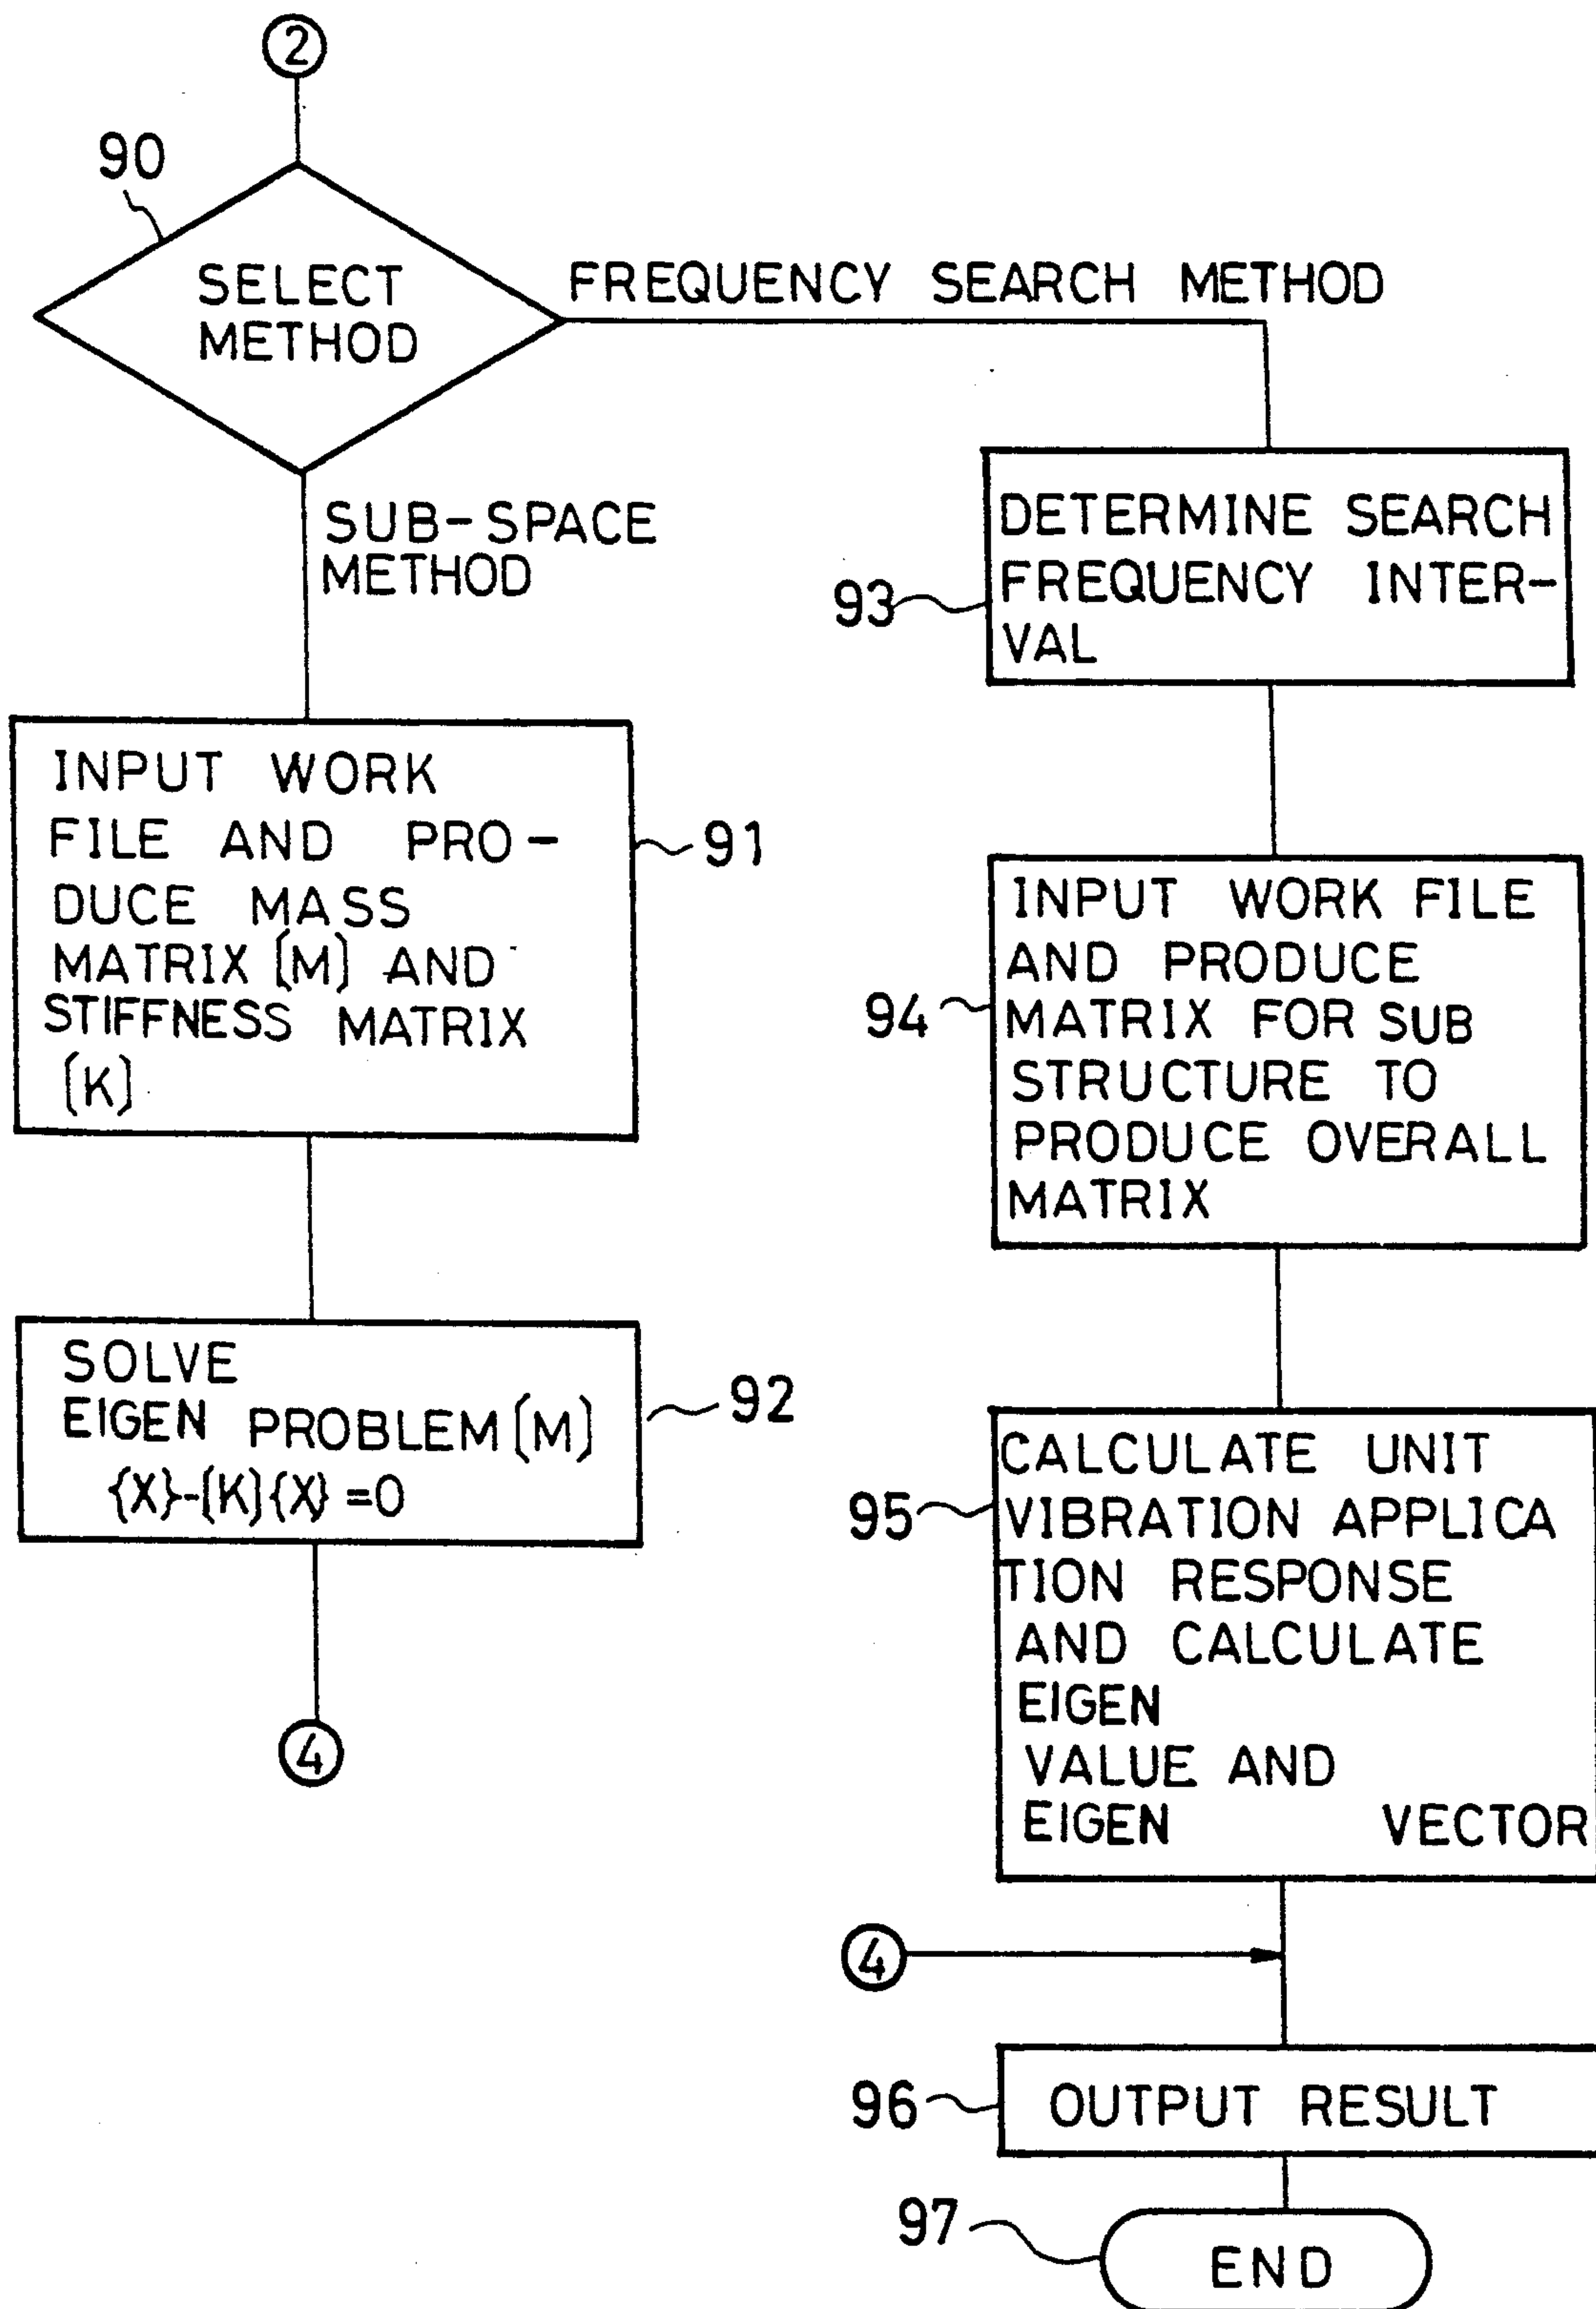 2
90
SELECT
METHOD
FREQUENCY SEARCH METHOD
SUB-SPACE
METHOD
INPUT WORK
FILE AND PRO-
DUCE MASS
MATRIX [M] AND
STIFFNESS MATRIX
[K]
91
SOLVE
EIGEN PROBLEM [M]
{X}-[K]{X}=0
92
4
DETERMINE SEARCH
FREQUENCY INTER-
VAL
93
INPUT WORK FILE
AND PRODUCE
MATRIX FOR SUB
STRUCTURE TO
PRODUCE OVERALL
MATRIX
94
CALCULATE UNIT
VIBRATION APPLICA
TION RESPONSE
AND CALCULATE
EIGEN
VALUE AND
EIGEN VECTOR
95
4
96
OUTPUT RESULT
97
END